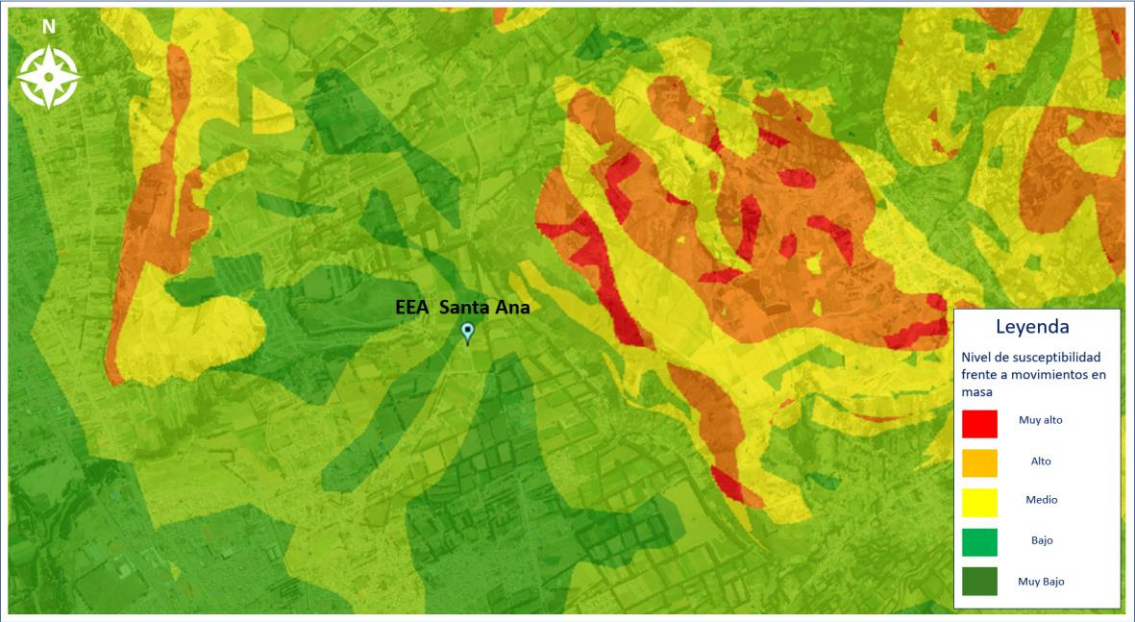 N
EEA Santa Ana
Leyenda
Nivel de susceptibilidad
frente a movimientos en
masa
Muy alto
Alto
Medio
Bajo
Muy Bajo